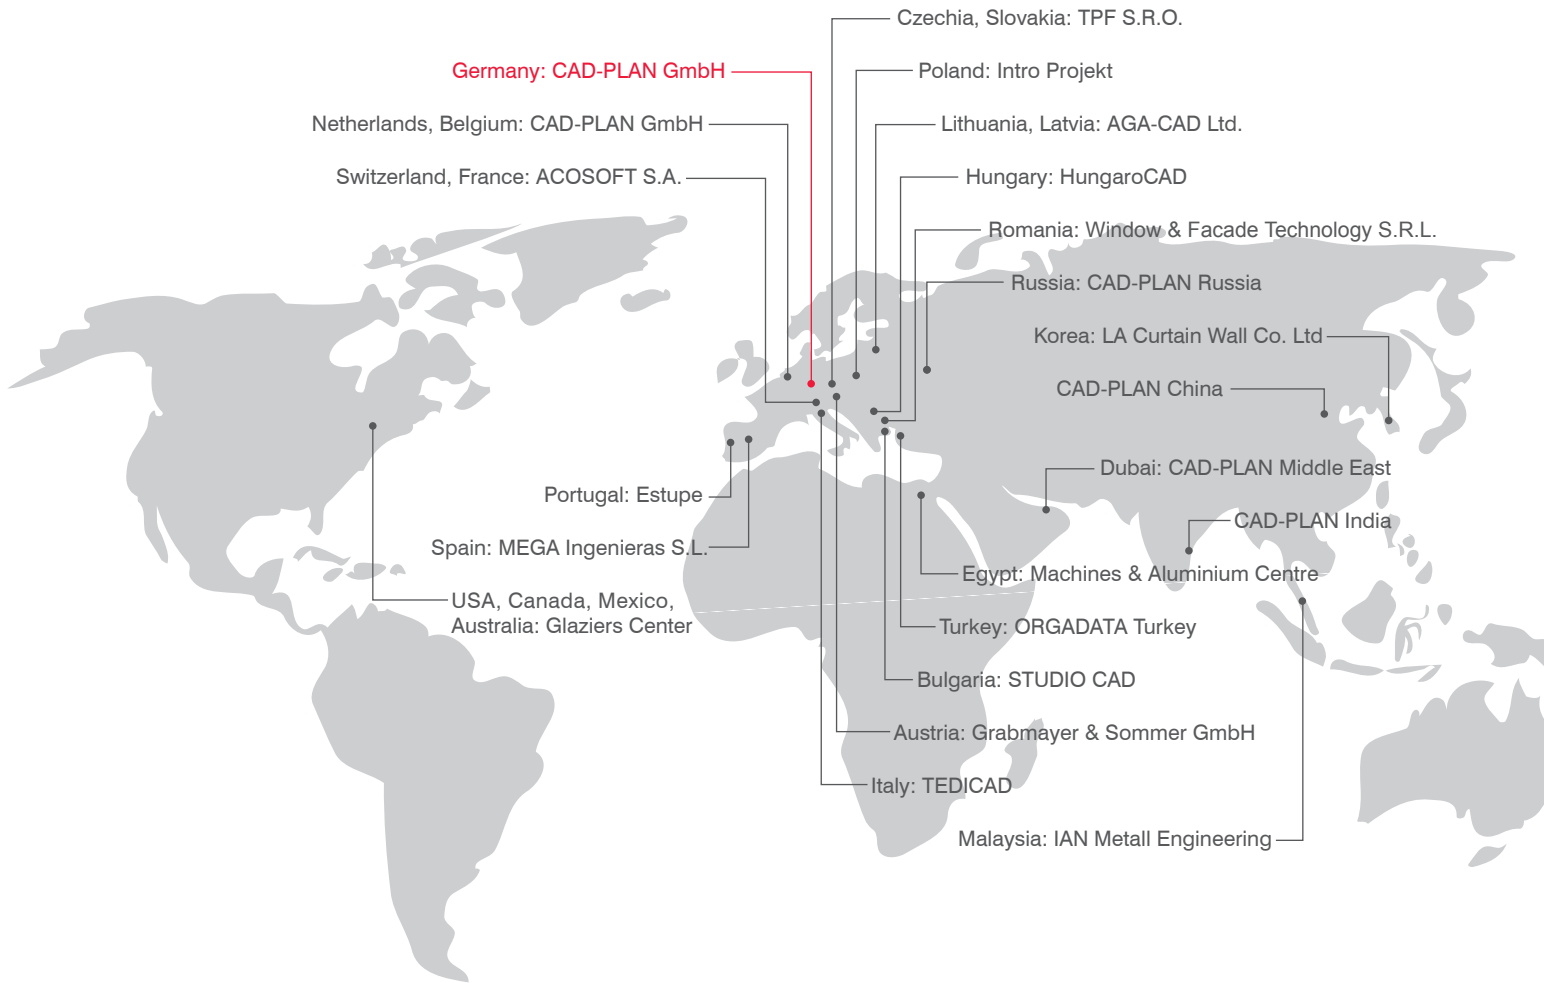 Czechia, Slovakia: TPF S.R.O.
Germany: CAD-PLAN GmbH
Poland: Intro Projekt
Netherlands, Belgium: CAD-PLAN GmbH
Lithuania, Latvia: AGA-CAD Ltd.
Switzerland, France: ACOSOFT S.A.
Hungary: HungaroCAD
Romania: Window & Facade Technology S.R.L.
Russia: CAD-PLAN Russia
Korea: LA Curtain Wall Co. Ltd
CAD-PLAN China
Dubai: CAD-PLAN Middle East
Portugal: Estupe
CAD-PLAN India
Spain: MEGA Ingenieras S.L.
Egypt: Machines & Aluminium Centre
USA, Canada, Mexico,
Australia: Glaziers Center
Turkey: ORGADATA Turkey
Bulgaria: STUDIO CAD
Austria: Grabmayer & Sommer GmbH
Italy: TEDICAD
Malaysia: IAN Metall Engineering